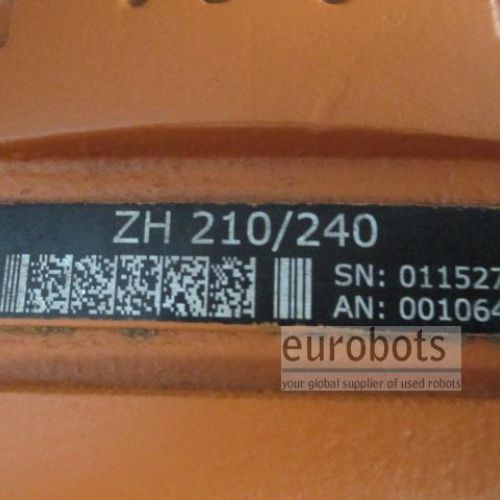 ZH 210/240
SN: 011527
AN: 001064
eurobots
your global supplier of used robots